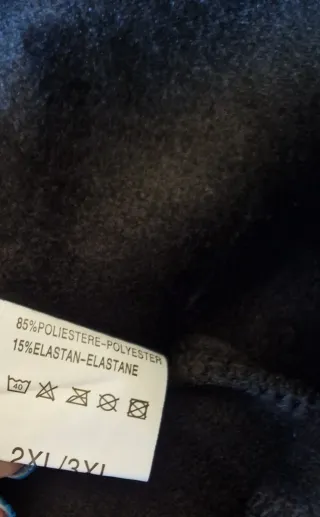 85%POLIESTERE-POLYESTER
15%ELASTAN-ELASTANE
40
2XL/3XL